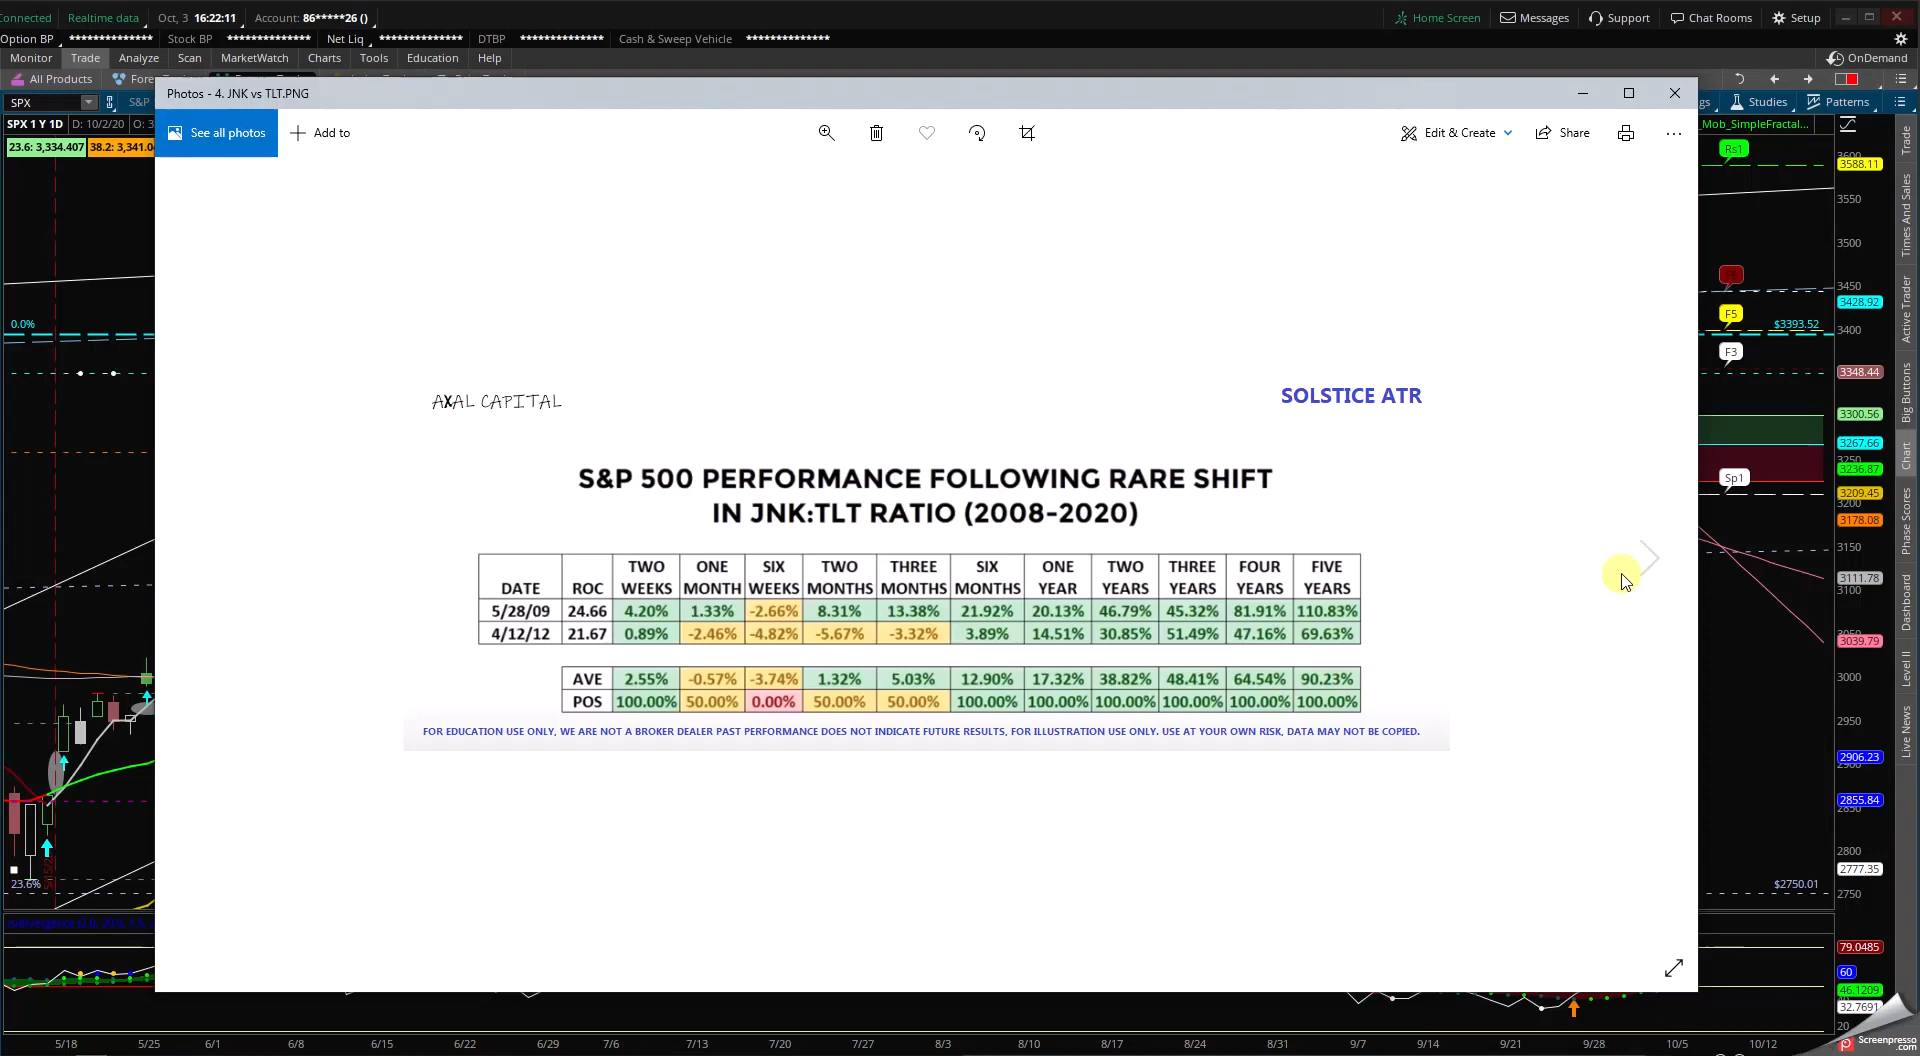 Connected Realtime data Oct, 3 16:22:11 Account: 86*****26 () Home Screen Messages Support Chat Rooms Setup
Option BP ************** Stock BP ************** Net Liq ************** DTBP ************** Cash & Sweep Vehicle **************
Monitor Trade Analyze Scan MarketWatch Charts Tools Education Help OnDemand
All Products
SPX S&P Studies Patterns
SPX 1 Y 1D D: 10/2/20 _Mob_SimpleFractal...
23.6: 3,334.407
Photos - 4. JNK vs TLT.PNG
See all photos Add to Edit & Create Share
AXAL CAPITAL SOLSTICE ATR
S&P 500 PERFORMANCE FOLLOWING RARE SHIFT
IN JNK:TLT RATIO (2008-2020)
TWO ONE SIX TWO THREE SIX ONE TWO THREE FOUR FIVE
DATE ROC WEEKS MONTH WEEKS MONTHS MONTHS MONTHS YEAR YEARS YEARS YEARS YEARS
5/28/09 24.66 4.20% 1.33% -2.66% 8.31% 13.38% 21.92% 20.13% 46.79% 45.32% 81.91% 110.83%
4/12/12 21.67 0.89% -2.46% -4.82% -5.67% -3.32% 3.89% 14.51% 30.85% 51.49% 47.16% 69.63%
AVE 2.55% -0.57% -3.74% 1.32% 5.03% 12.90% 17.32% 38.82% 48.41% 64.54% 90.23%
POS 100.00% 50.00% 0.00% 50.00% 50.00% 100.00% 100.00% 100.00% 100.00% 100.00% 100.00%
FOR EDUCATION USE ONLY, WE ARE NOT A BROKER DEALER PAST PERFORMANCE DOES NOT INDICATE FUTURE RESULTS, FOR ILLUSTRATION USE ONLY. USE AT YOUR OWN RISK, DATA MAY NOT BE COPIED.
0.0%
23.6%
Rs1
F5
F3
Sp1
$3393.52
$2750.01
3588.11
3550
3500
3450
3428.92
3400
3348.44
3300.56
3267.66
3236.87
3209.45
3178.08
3150
3111.78
3100
3039.79
3000
2950
2906.23
2855.84
2800
2777.35
2750
79.0485
60
46.1209
32.7691
20
Trade
Times And Sales
Active Trader
Big Buttons
Chart
Phase Scores
Dashboard
Level II
Live News
5/18 5/25 6/1 6/8 6/15 6/22 6/29 7/6 7/13 7/20 7/27 8/3 8/10 8/17 8/24 8/31 9/7 9/14 9/21 9/28 10/5 10/12
Screenpresso
.com